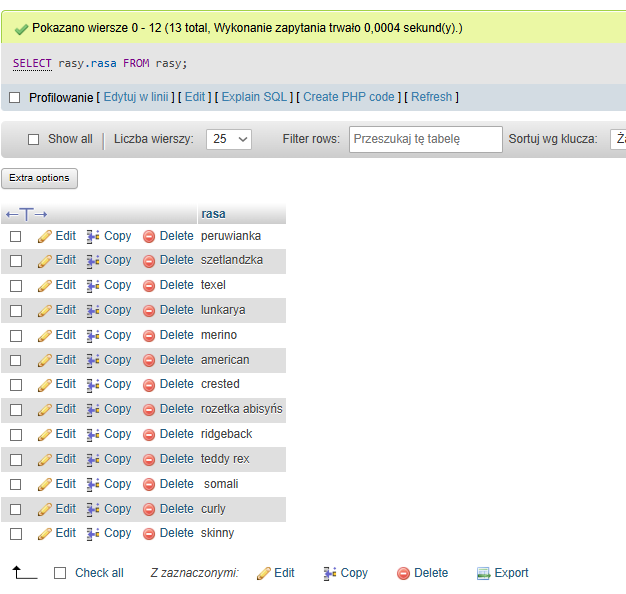 Pokazano wiersze 0 - 12 (13 total, Wykonanie zapytania trwało 0,0004 sekund(y).)
SELECT rasy.rasa FROM rasy;
Profilowanie [ Edytuj w linii ] [ Edit ] [ Explain SQL ] [ Create PHP code ] [ Refresh ]
Show all Liczba wierszy: 25 Filter rows: Przeszukaj tę tabelę Sortuj wg klucza:
Extra options
←T→ rasa
Edit Copy Delete peruwianka
Edit Copy Delete szetlandzka
Edit Copy Delete texel
Edit Copy Delete lunkarya
Edit Copy Delete merino
Edit Copy Delete american
Edit Copy Delete crested
Edit Copy Delete rozetka abisyńs
Edit Copy Delete ridgeback
Edit Copy Delete teddy rex
Edit Copy Delete somali
Edit Copy Delete curly
Edit Copy Delete skinny
Check all Z zaznaczonymi: Edit Copy Delete Export